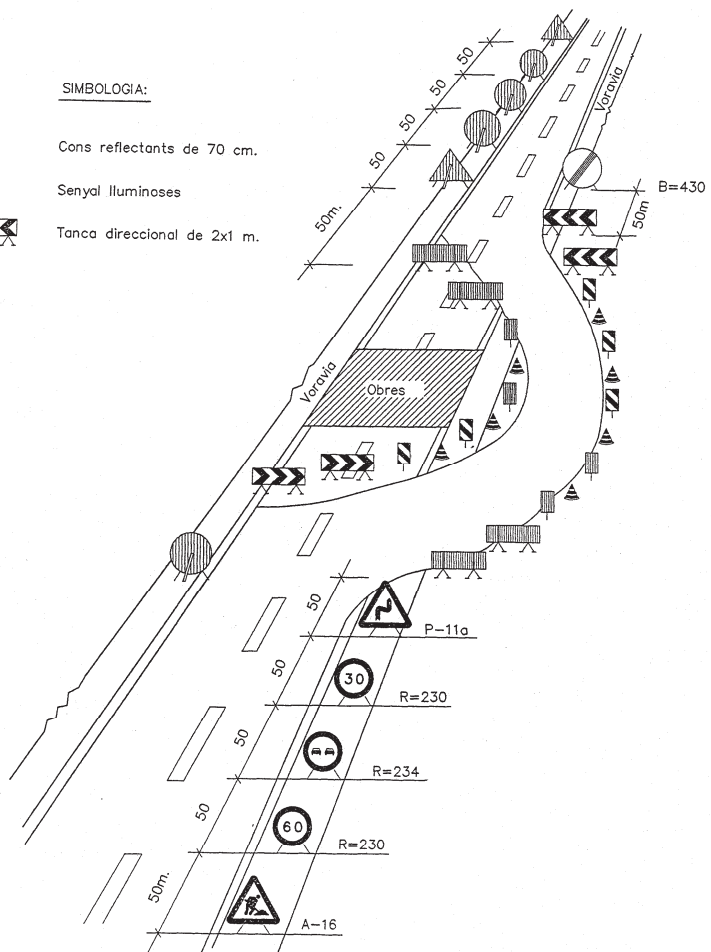 SIMBOLOGIA:
Cons reflectants de 70 cm.
Senyal lluminoses
Tanca direccional de 2x1 m.
50
50
50
50
50m.
Voravia
B=430
50m
Voravia
Obres
50
P-11a
50
30
R=230
50
R=234
50
60
R=230
50m.
A-16